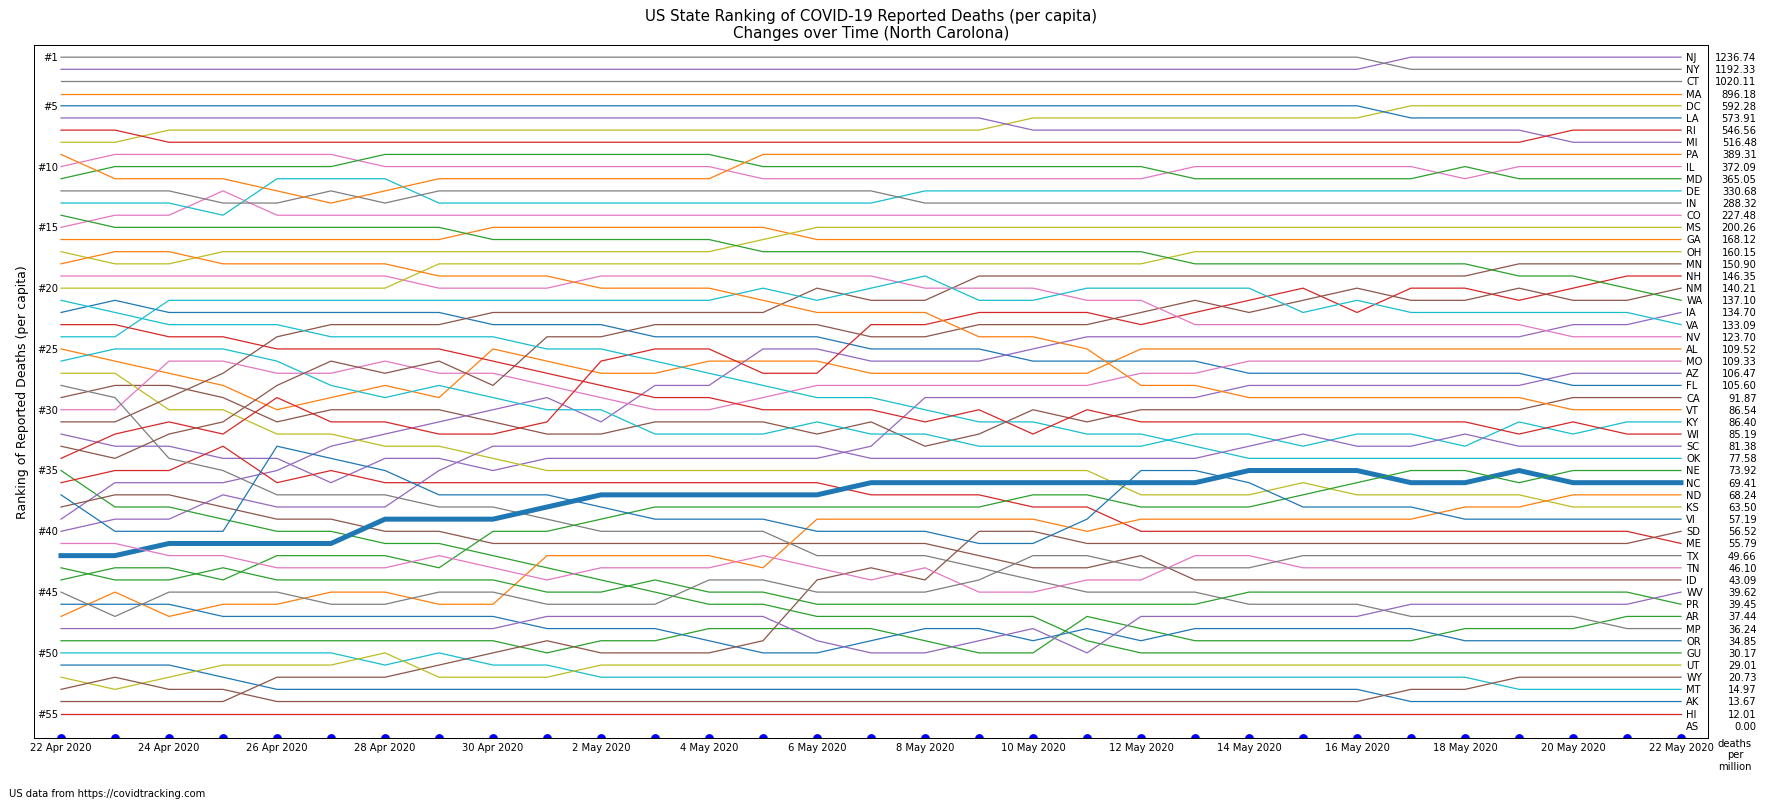 US State Ranking of COVID-19 Reported Deaths (per capita)
Changes over Time (North Carolona)
Ranking of Reported Deaths (per capita)
#1
#5
#10
#15
#20
#25
#30
#35
#40
#45
#50
#55
NJ 1236.74
NY 1192.33
CT 1020.11
MA 896.18
DC 592.28
LA 573.91
RI 546.56
MI 516.48
PA 389.31
IL 372.09
MD 365.05
DE 330.68
IN 288.32
CO 227.48
MS 200.26
GA 168.12
OH 160.15
MN 150.90
NH 146.35
NM 140.21
WA 137.10
IA 134.70
VA 133.09
NV 123.70
AL 109.52
MO 109.33
AZ 106.47
FL 105.60
CA 91.87
VT 86.54
KY 86.40
WI 85.19
SC 81.38
OK 77.58
NE 73.92
NC 69.41
ND 68.24
KS 63.50
VI 57.19
SD 56.52
ME 55.79
TX 49.66
TN 46.10
ID 43.09
WV 39.62
PR 39.45
AR 37.44
MP 36.24
OR 34.85
GU 30.17
UT 29.01
WY 20.73
MT 14.97
AK 13.67
HI 12.01
AS 0.00
22 Apr 2020 24 Apr 2020 26 Apr 2020 28 Apr 2020 30 Apr 2020 2 May 2020 4 May 2020 6 May 2020 8 May 2020 10 May 2020 12 May 2020 14 May 2020 16 May 2020 18 May 2020 20 May 2020 22 May 2020
deaths
per
million
US data from https://covidtracking.com